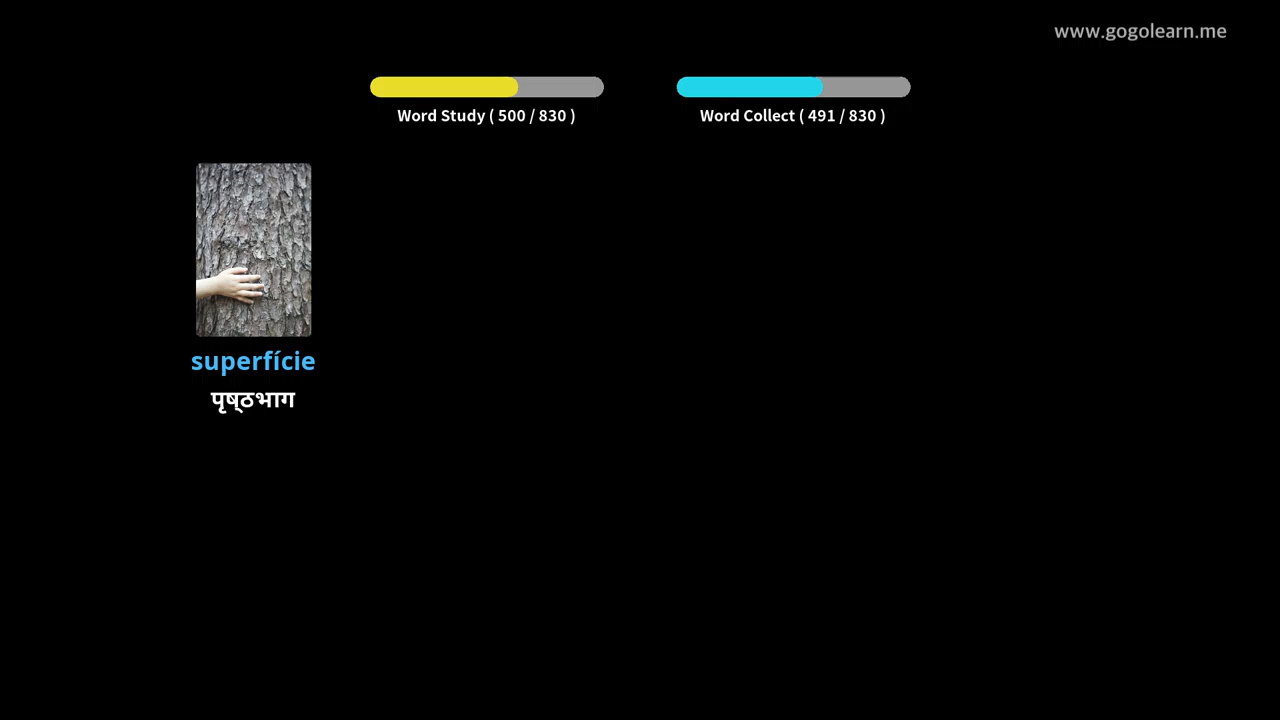 www.gogolearn.me
Word Study ( 500 / 830 )
Word Collect ( 491 / 830 )
superfície
पृष्ठभाग